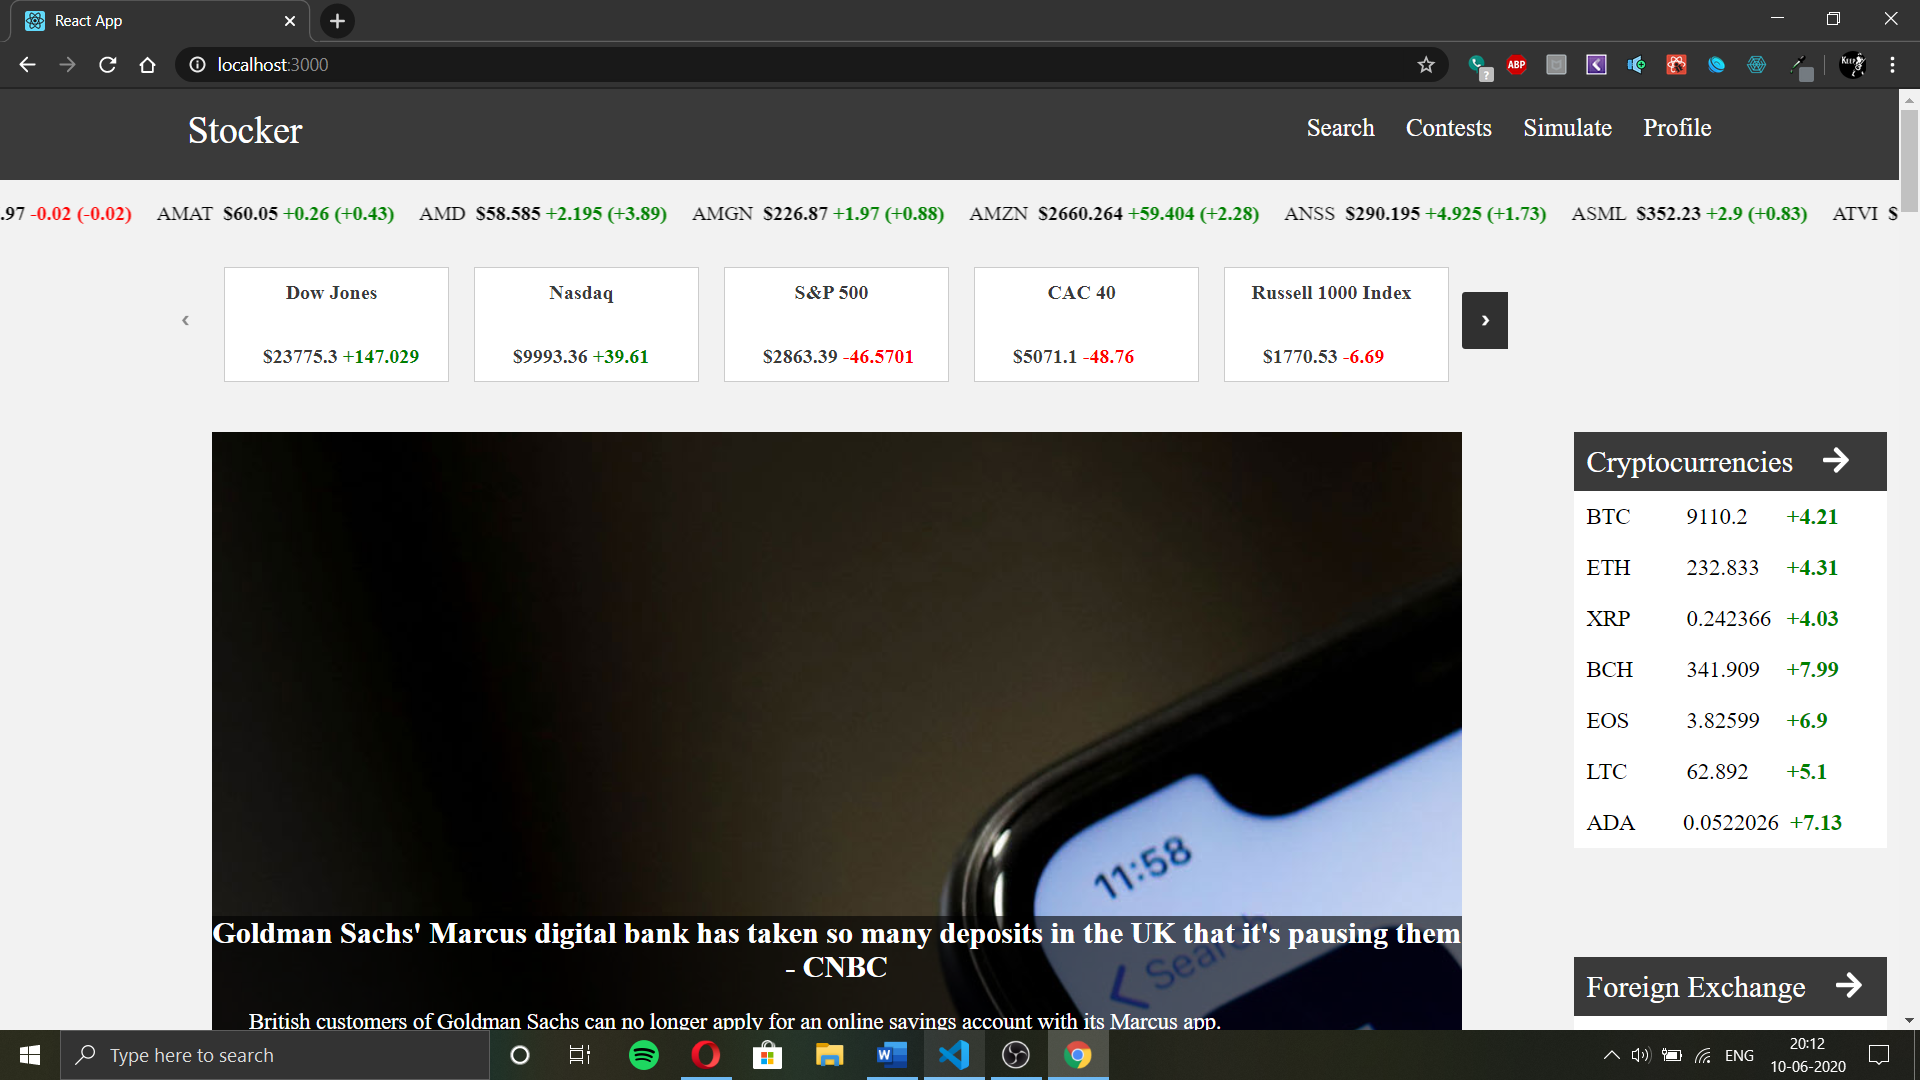 React App
localhost:3000
ABP
?
Stocker
Search Contests Simulate Profile
.97 -0.02 (-0.02) AMAT $60.05 +0.26 (+0.43) AMD $58.585 +2.195 (+3.89) AMGN $226.87 +1.97 (+0.88) AMZN $2660.264 +59.404 (+2.28) ANSS $290.195 +4.925 (+1.73) ASML $352.23 +2.9 (+0.83) ATVI $
Dow Jones
$23775.3 +147.029
Nasdaq
$9993.36 +39.61
S&P 500
$2863.39 -46.5701
CAC 40
$5071.1 -48.76
Russell 1000 Index
$1770.53 -6.69
Cryptocurrencies
BTC 9110.2 +4.21
ETH 232.833 +4.31
XRP 0.242366 +4.03
BCH 341.909 +7.99
EOS 3.82599 +6.9
LTC 62.892 +5.1
ADA 0.0522026 +7.13
11:58
Search
Goldman Sachs' Marcus digital bank has taken so many deposits in the UK that it's pausing them
- CNBC
British customers of Goldman Sachs can no longer apply for an online savings account with its Marcus app.
Foreign Exchange
Type here to search
ENG
20:12
10-06-2020